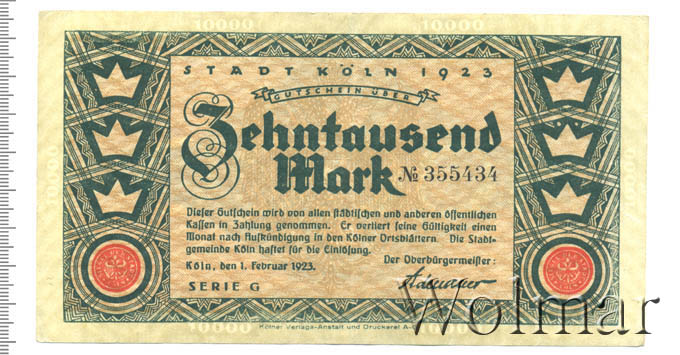 10000 10000
STADT KÖLN 1923
GUTSCHEIN ÜBER
Zehntausend
Mark № 355434
Dieser Gutschein wird von allen städtischen und anderen öffentlichen
Kassen in Zahlung genommen. Er verliert seine Gültigkeit einen
Monat nach Aufkündigung in den Kölner Ortsblättern. Die Stadt-
gemeinde Köln haftet für die Einlösung.
Köln, den 1. Februar 1923.
Der Oberbürgermeister:
SERIE G
10000 10000
Kölner Verlags-Anstalt und Druckerei A-G
Wolmar